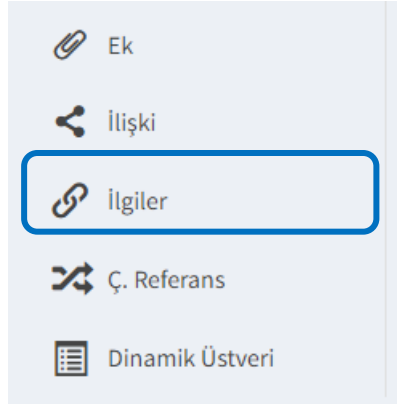 Ek
İlişki
İlgiler
Ç. Referans
Dinamik Üstveri